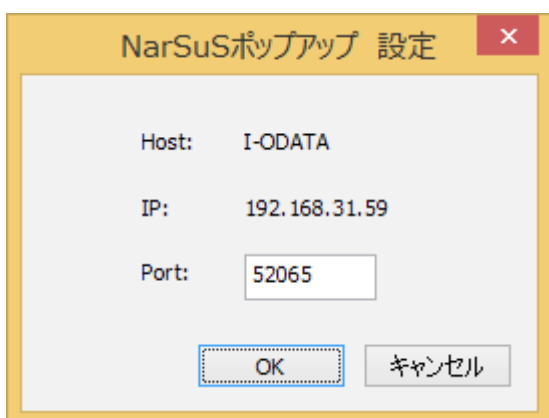 NarSuSポップアップ 設定
Host: I-ODATA
IP: 192.168.31.59
Port: 52065
OK キャンセル